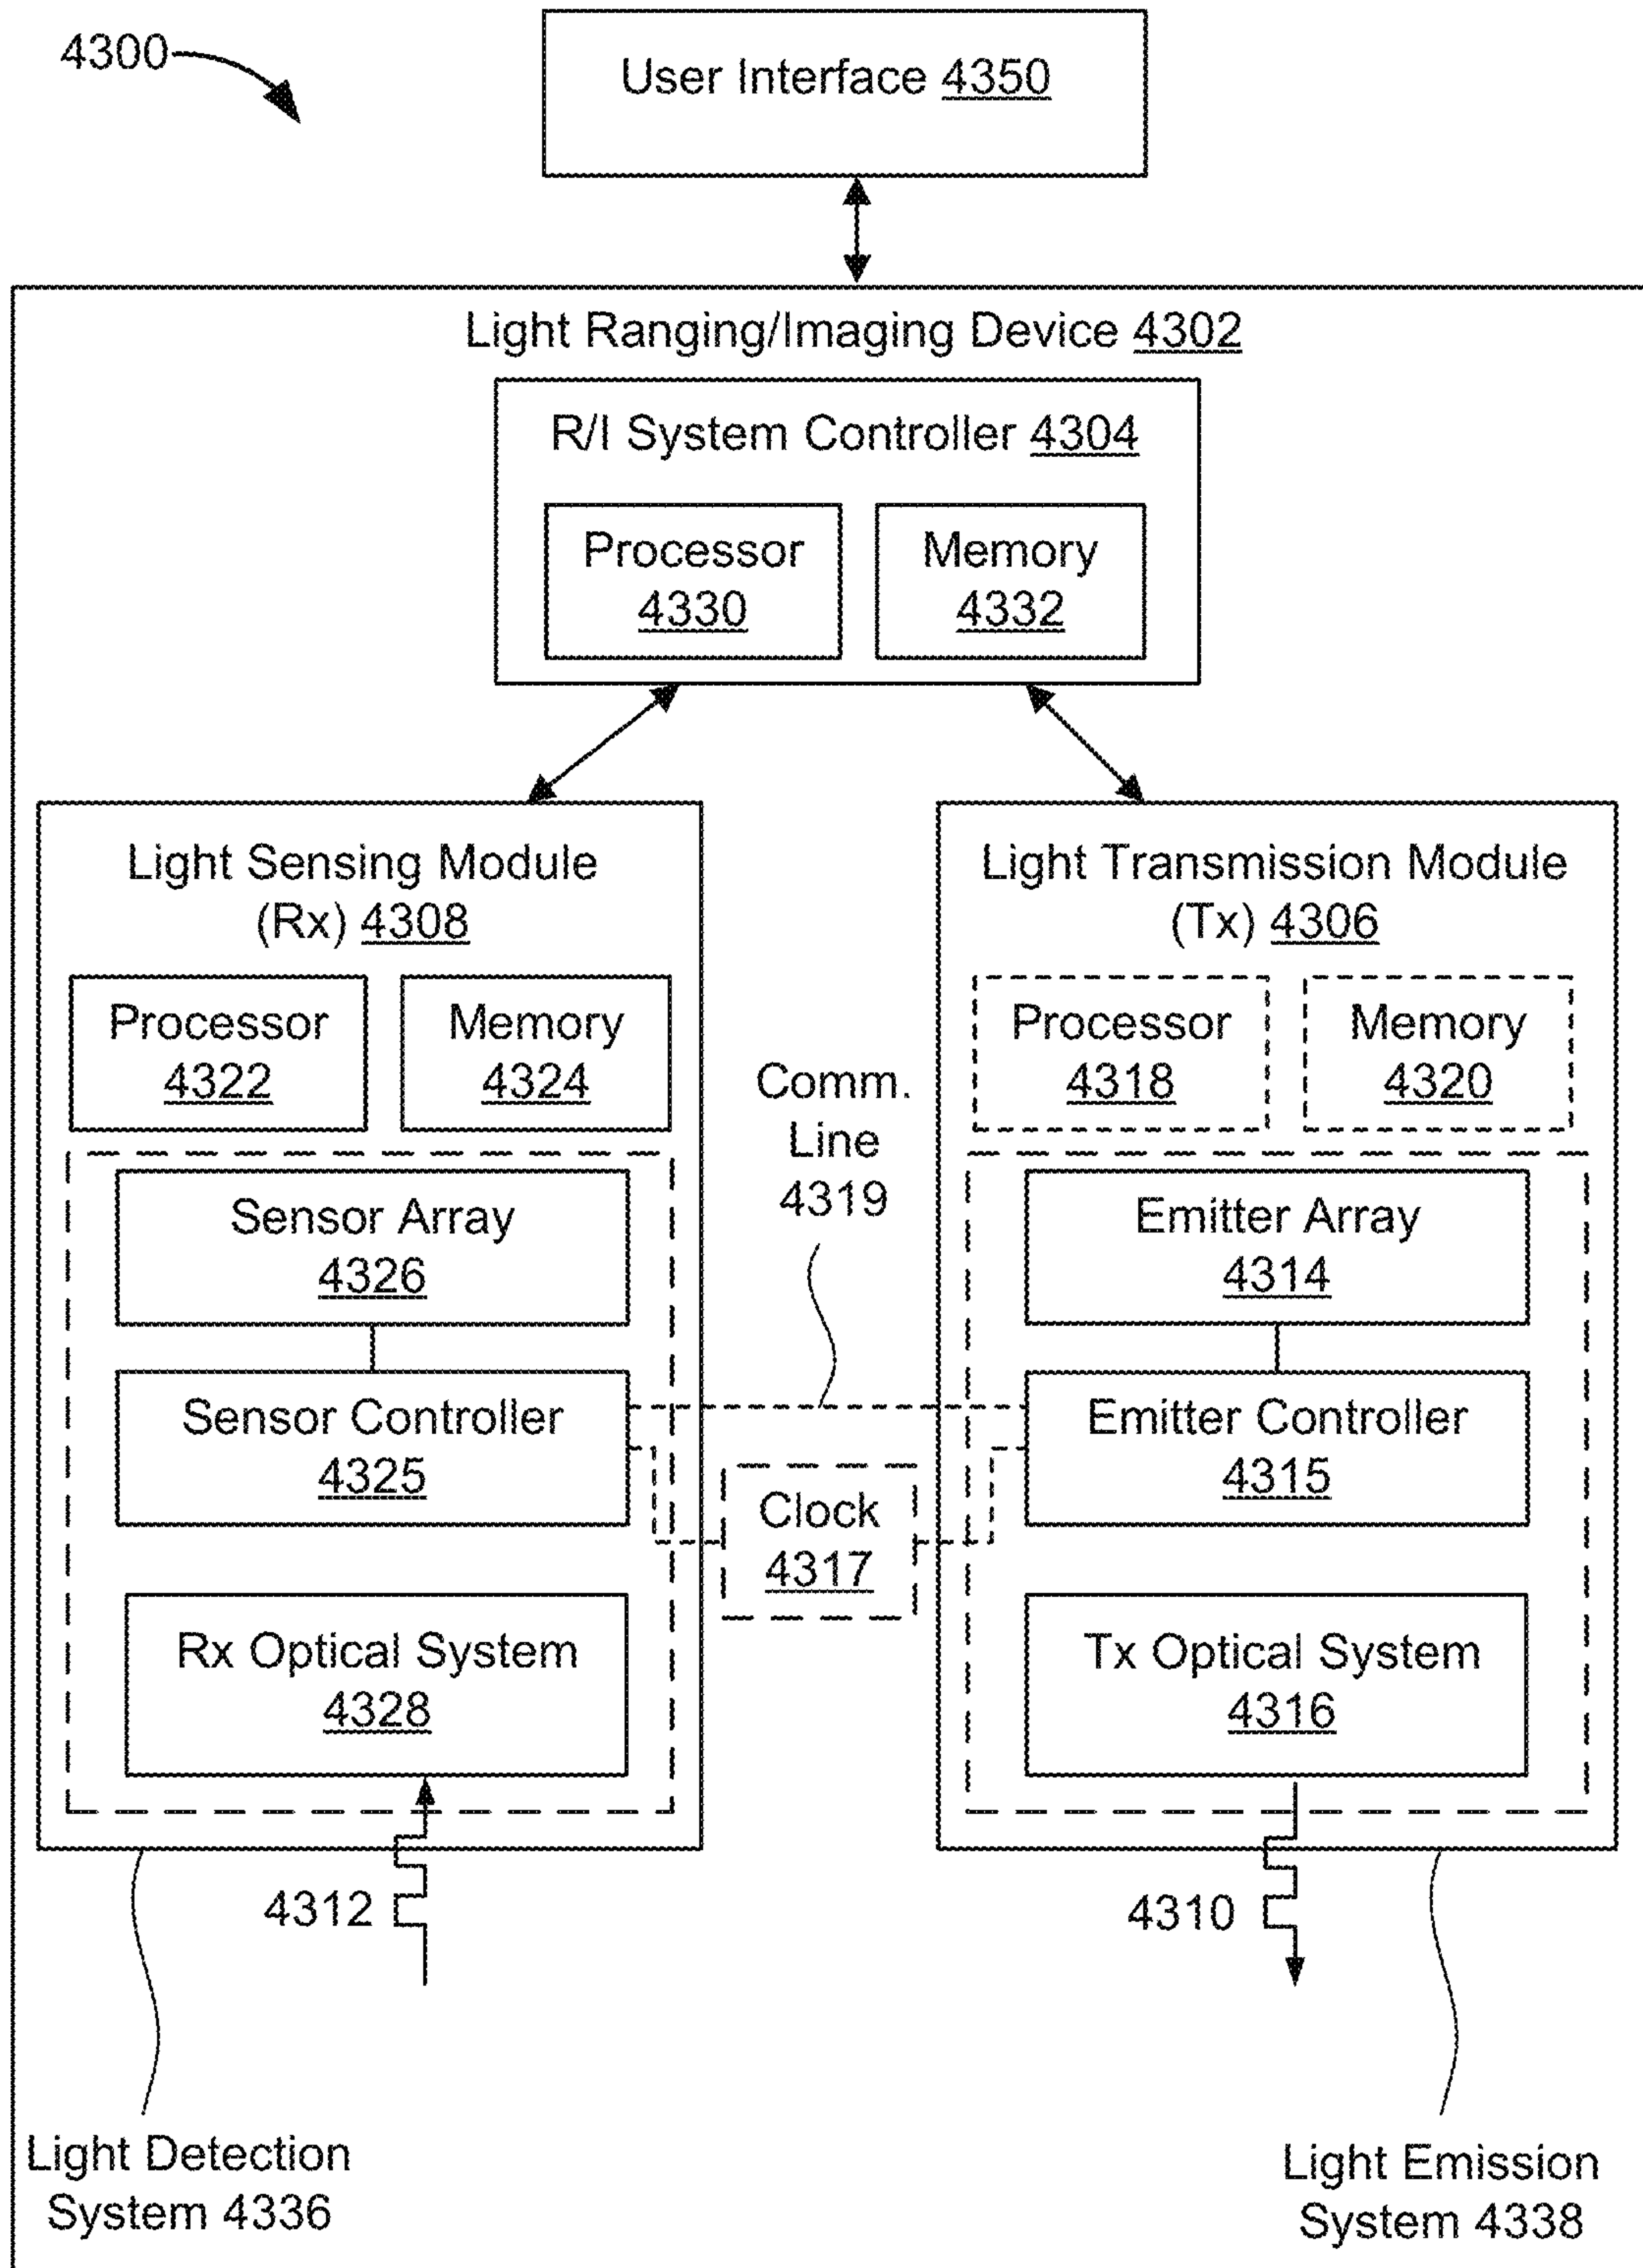 4300
User Interface 4350
Light Ranging/Imaging Device 4302
R/I System Controller 4304
Processor
4330
Memory
4332
Light Sensing Module
(Rx) 4308
Processor
4322
Memory
4324
Sensor Array
4326
Sensor Controller
4325
Rx Optical System
4328
4312
Light Detection
System 4336
Comm.
Line
4319
Clock
4317
Light Transmission Module
(Tx) 4306
Processor
4318
Memory
4320
Emitter Array
4314
Emitter Controller
4315
Tx Optical System
4316
4310
Light Emission
System 4338